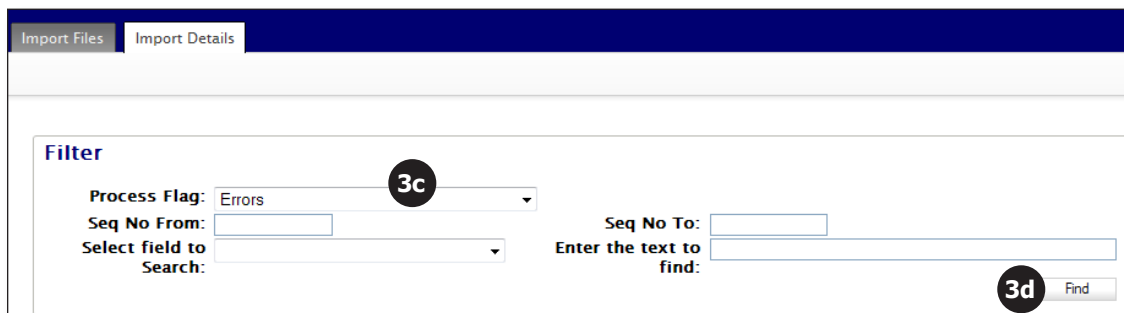 Import Files Import Details
Filter
3c
Process Flag: Errors
Seq No From: Seq No To:
Select field to Search: Enter the text to find:
3d Find